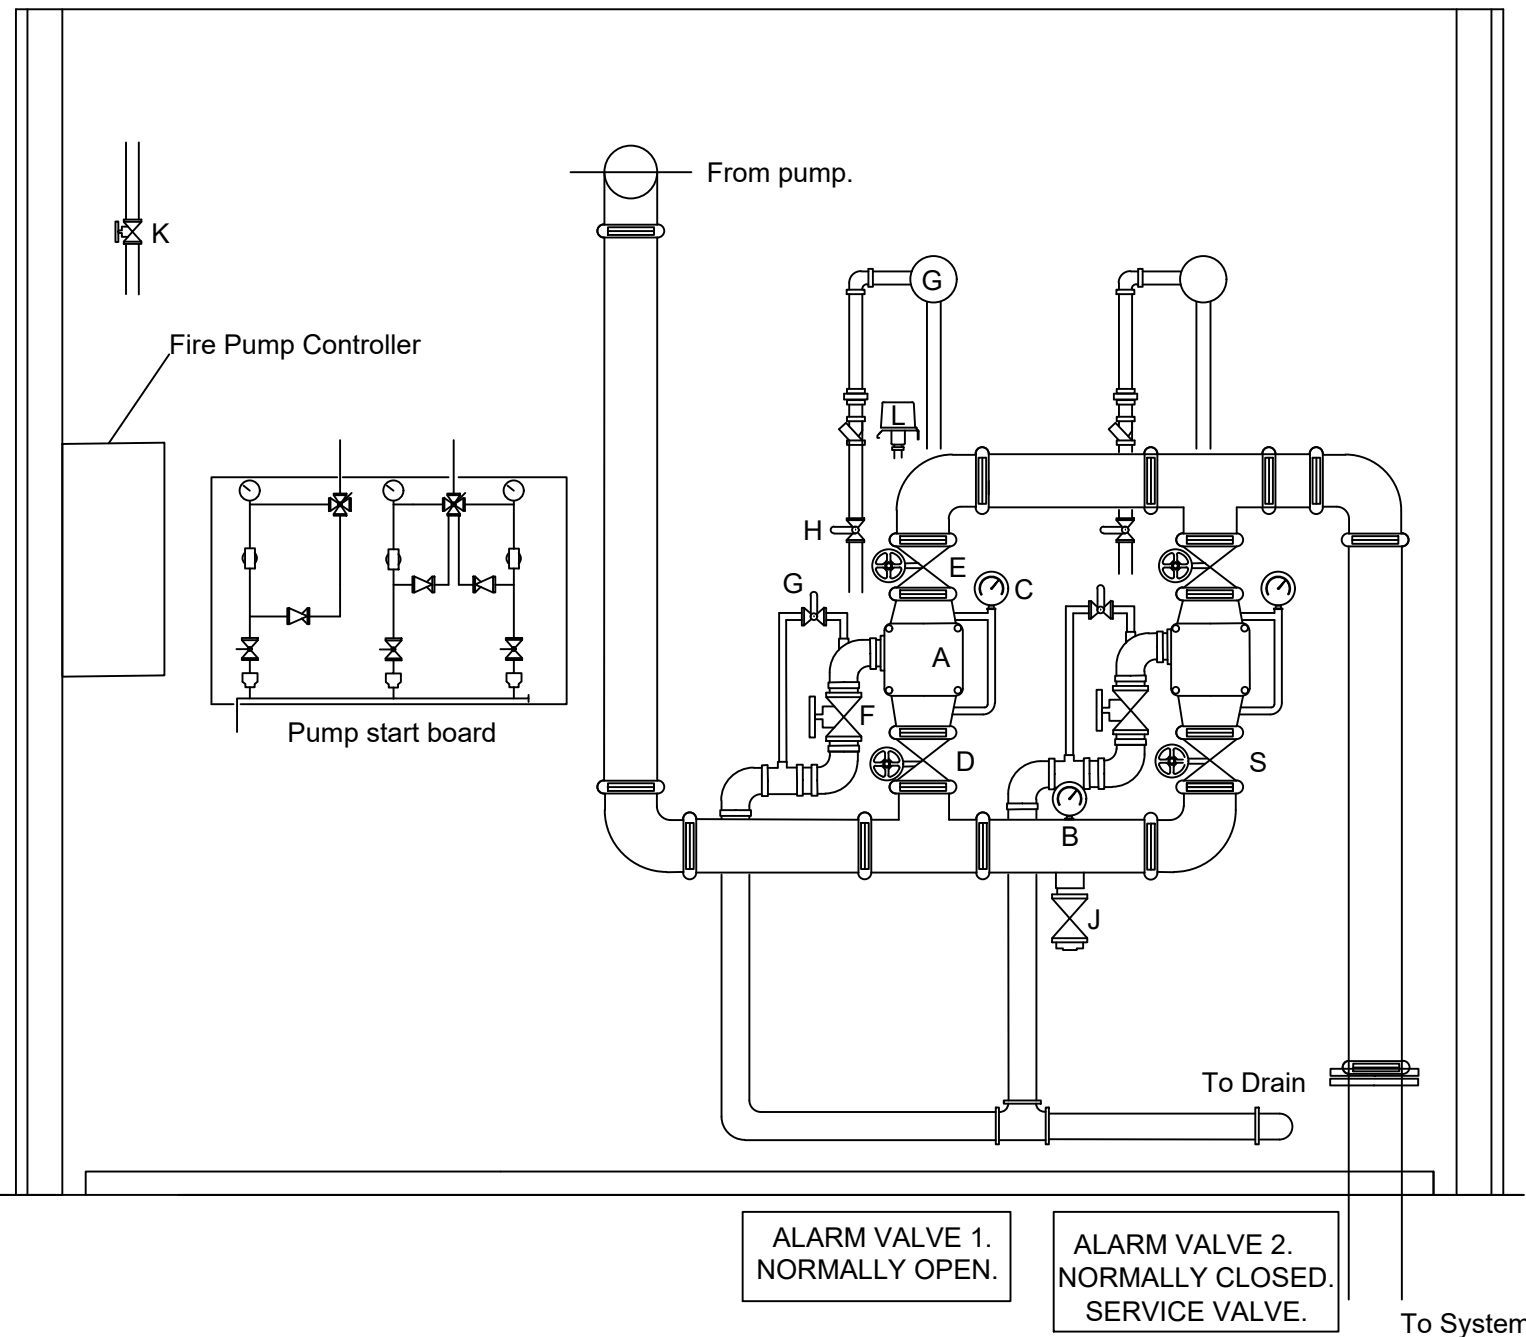 From pump.
K
G
Fire Pump Controller
L
H
E
G
C
A
F
Pump start board
D
S
B
J
To Drain
ALARM VALVE 1.
NORMALLY OPEN.
ALARM VALVE 2.
NORMALLY CLOSED.
SERVICE VALVE.
To System